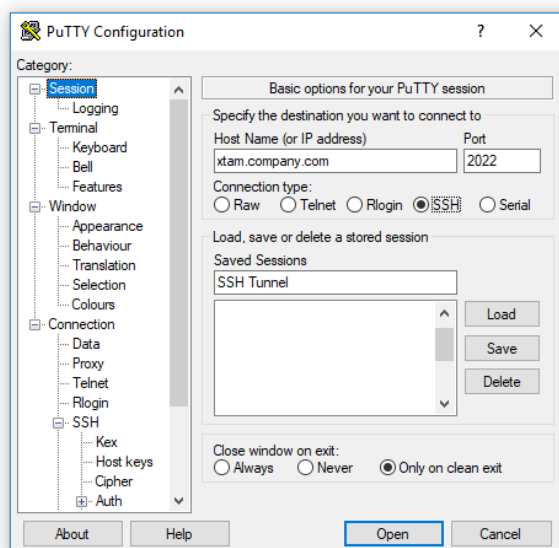 PuTTY Configuration
?
Category:
Session
Logging
Terminal
Keyboard
Bell
Features
Window
Appearance
Behaviour
Translation
Selection
Colours
Connection
Data
Proxy
Telnet
Rlogin
SSH
Kex
Host keys
Cipher
Auth
Basic options for your PuTTY session
Specify the destination you want to connect to
Host Name (or IP address) Port
xtam.company.com 2022
Connection type:
Raw Telnet Rlogin SSH Serial
Load, save or delete a stored session
Saved Sessions
SSH Tunnel
Load
Save
Delete
Close window on exit:
Always Never Only on clean exit
About Help Open Cancel